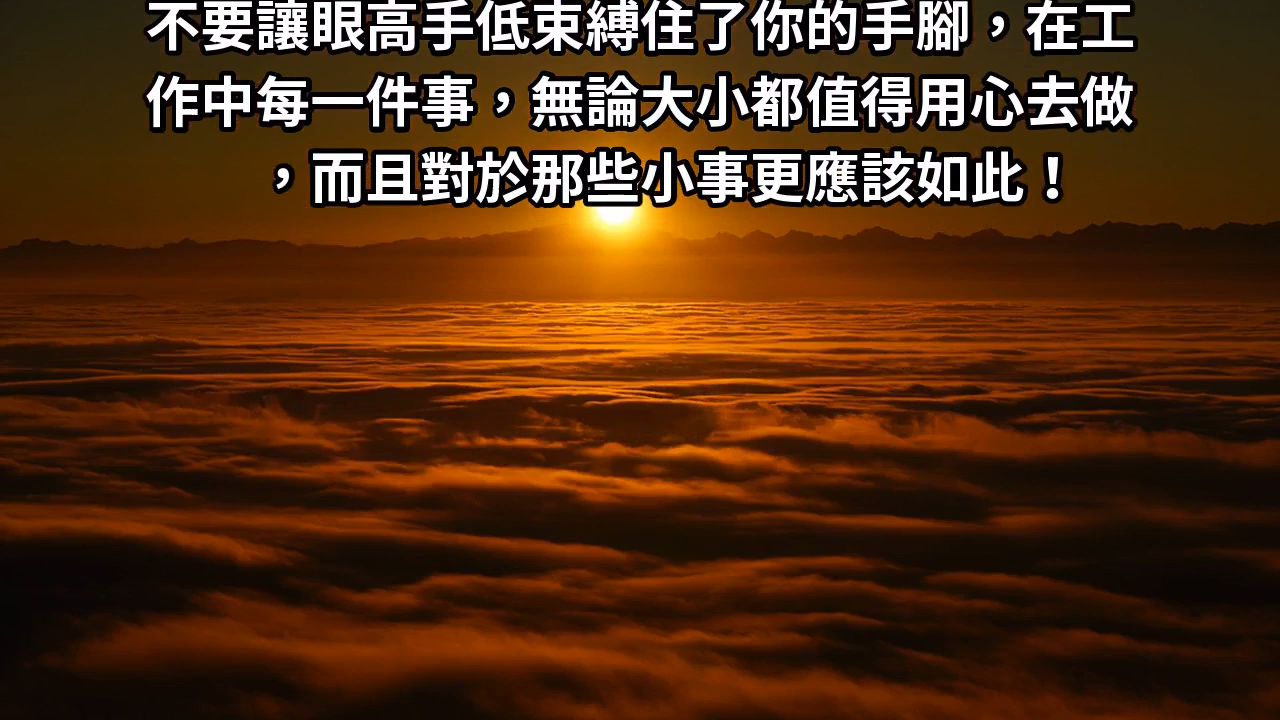 不要讓眼高手低束縛住了你的手腳，在工
作中每一件事，無論大小都值得用心去做
，而且對於那些小事更應該如此！